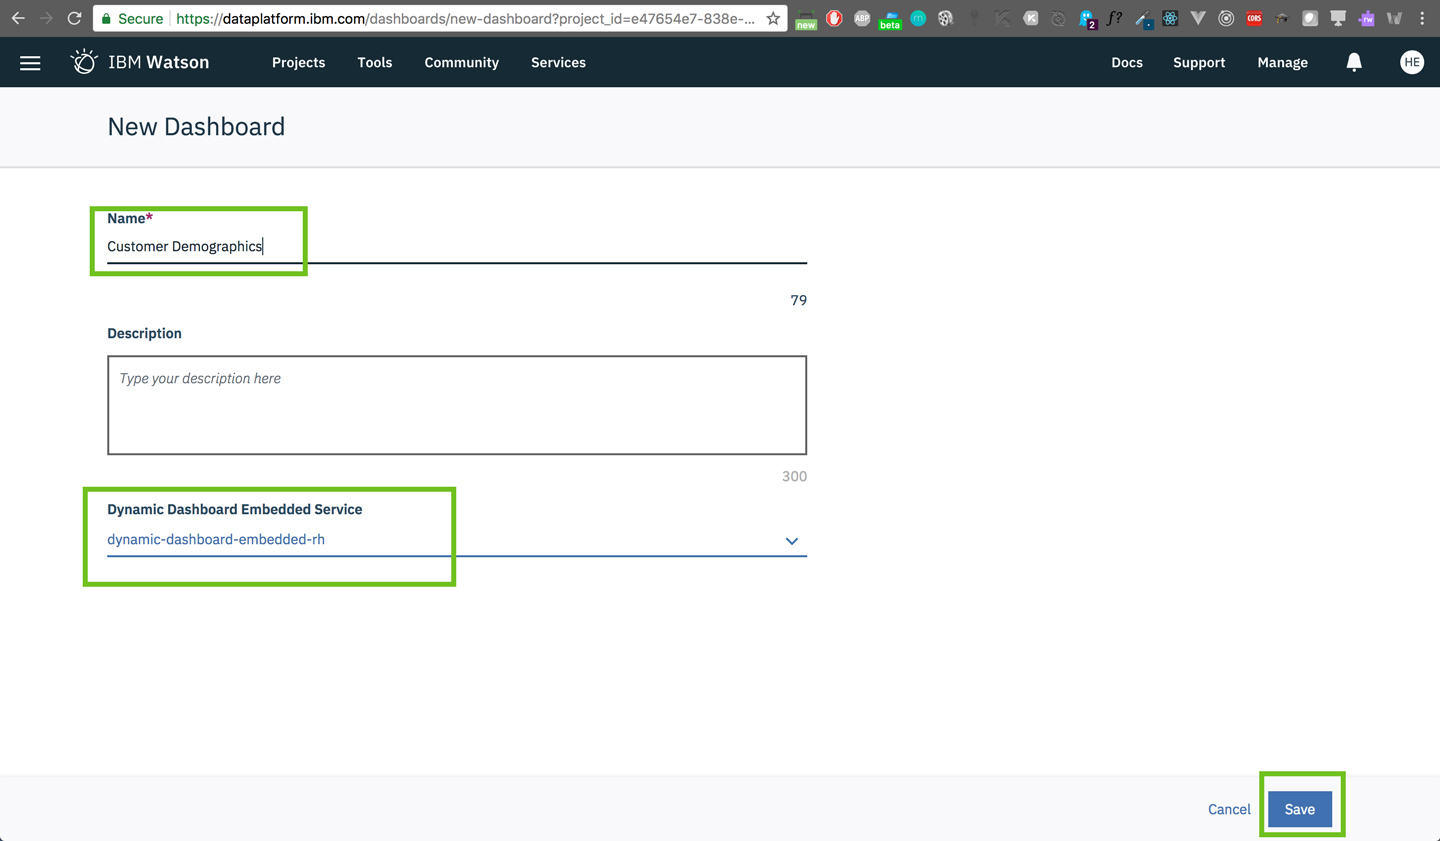 Secure https://dataplatform.ibm.com/dashboards/new-dashboard?project_id=e47654e7-838e-...
new ABP beta m K 2 f? CORS rw W
IBM Watson Projects Tools Community Services Docs Support Manage HE
New Dashboard
Name*
Customer Demographics
79
Description
Type your description here
300
Dynamic Dashboard Embedded Service
dynamic-dashboard-embedded-rh
Cancel Save